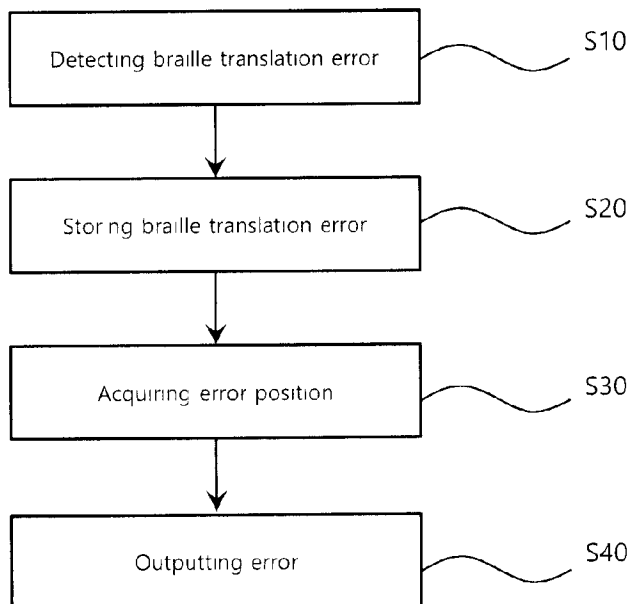 Detecting braille translation error
S10
Storing braille translation error
S20
Acquiring error position
S30
Outputting error
S40